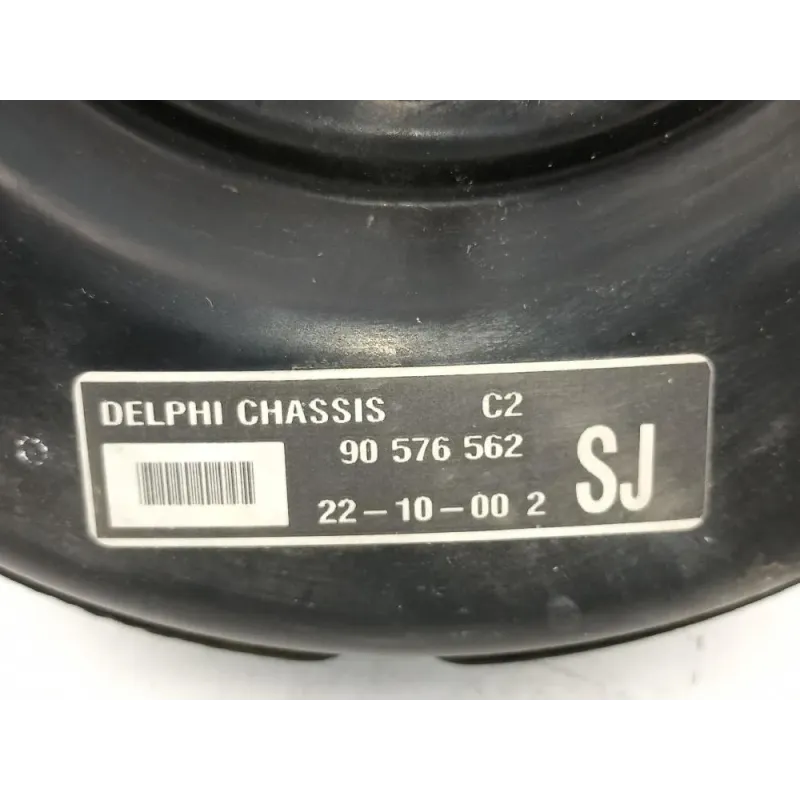 DELPHI CHASSIS C2
90 576 562
SJ
22-10-00 2